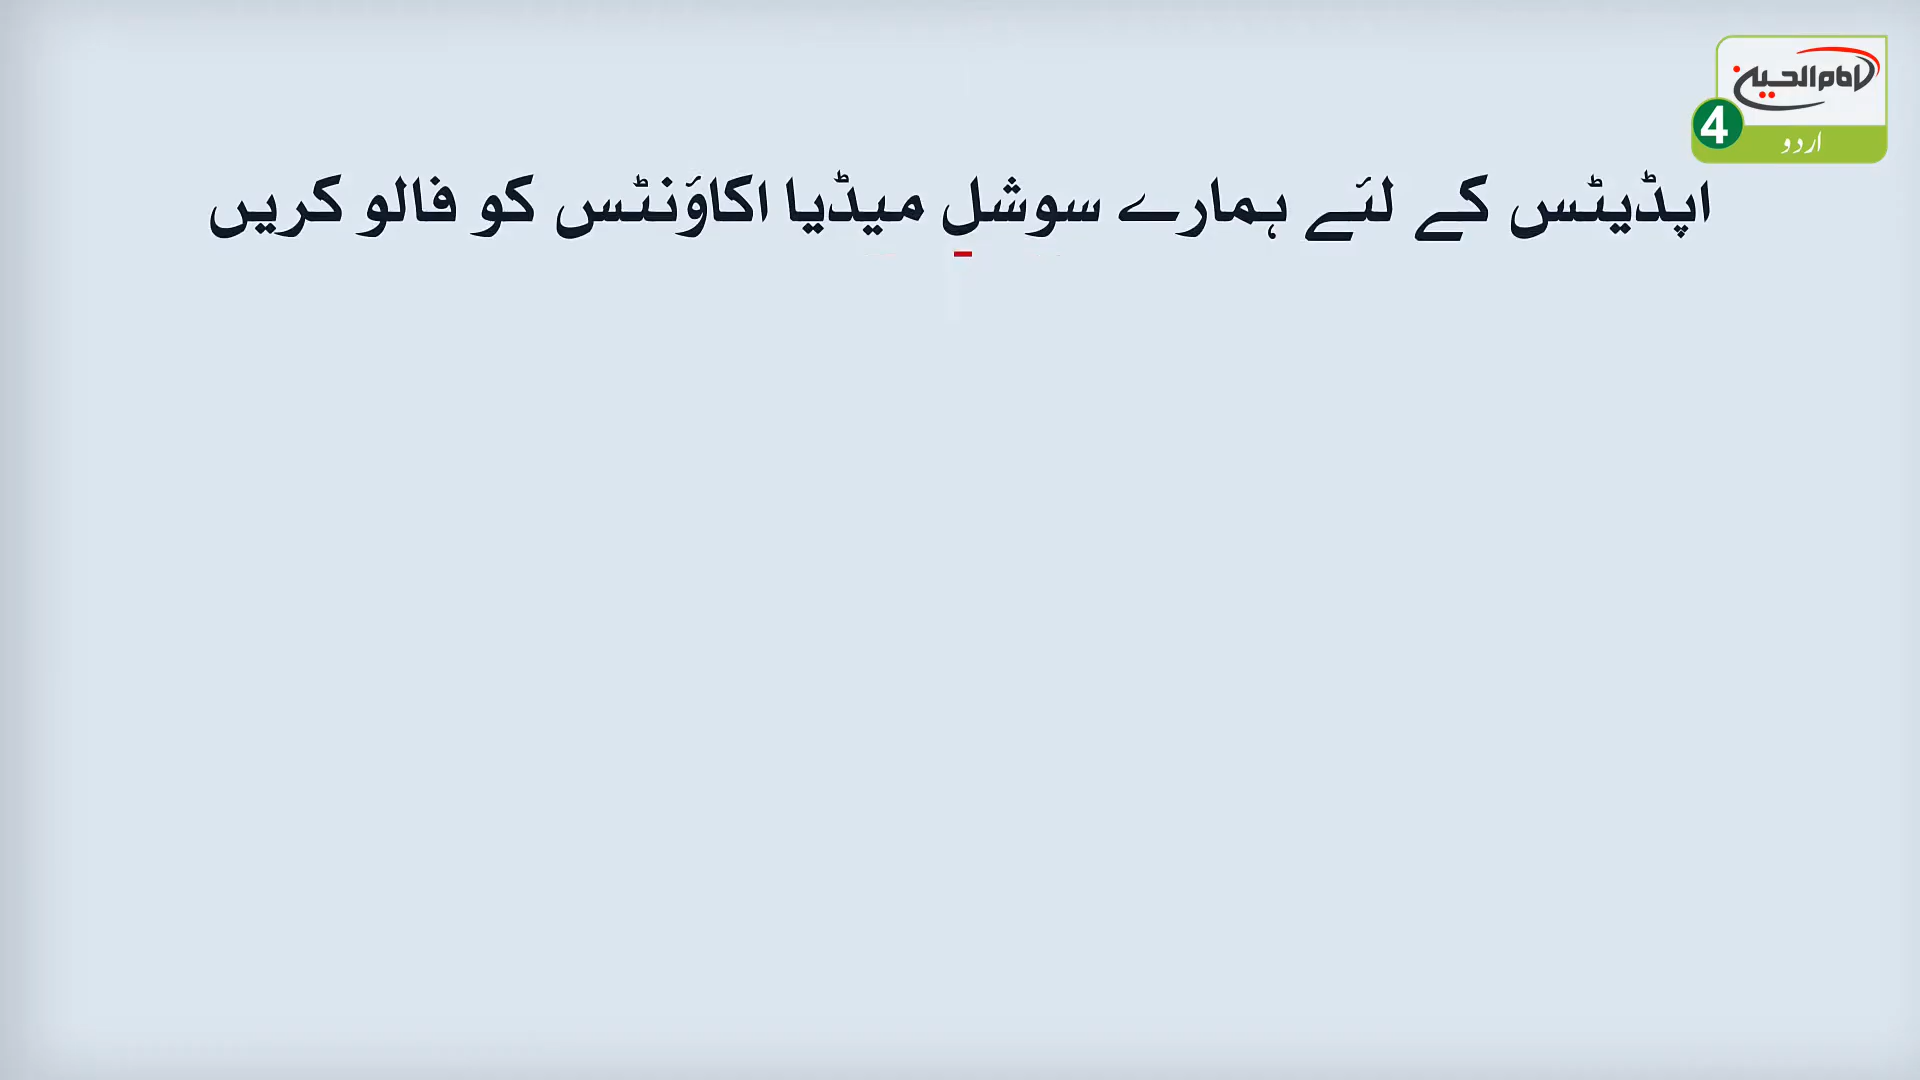 امام الحسین
4
اردو
اپڈیٹس کے لئے ہمارے سوشل میڈیا اکاؤنٹس کو فالو کریں